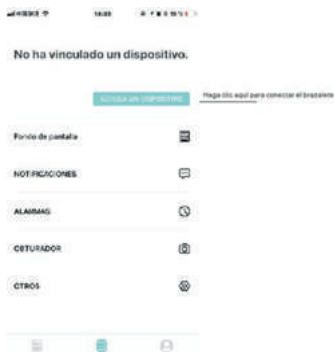 No ha vinculado un dispositivo.
Haga clic aquí para conectar el brazalete
Fondo de pantalla
NOTIFICACIONES
ALARMAS
OBTURADOR
OTROS